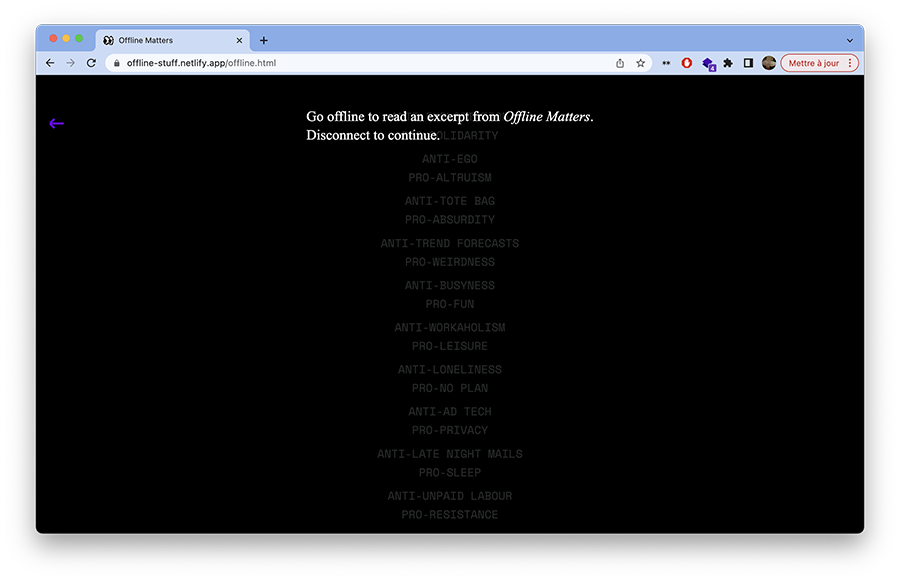 Offline Matters
offline-stuff.netlify.app/offline.html
4
Mettre à jour
Go offline to read an excerpt from Offline Matters.
Disconnect to continue.
OLIDARITY
ANTI-EGO
PRO-ALTRUISM
ANTI-TOTE BAG
PRO-ABSURDITY
ANTI-TREND FORECASTS
PRO-WEIRDNESS
ANTI-BUSYNESS
PRO-FUN
ANTI-WORKAHOLISM
PRO-LEISURE
ANTI-LONELINESS
PRO-NO PLAN
ANTI-AD TECH
PRO-PRIVACY
ANTI-LATE NIGHT MAILS
PRO-SLEEP
ANTI-UNPAID LABOUR
PRO-RESISTANCE